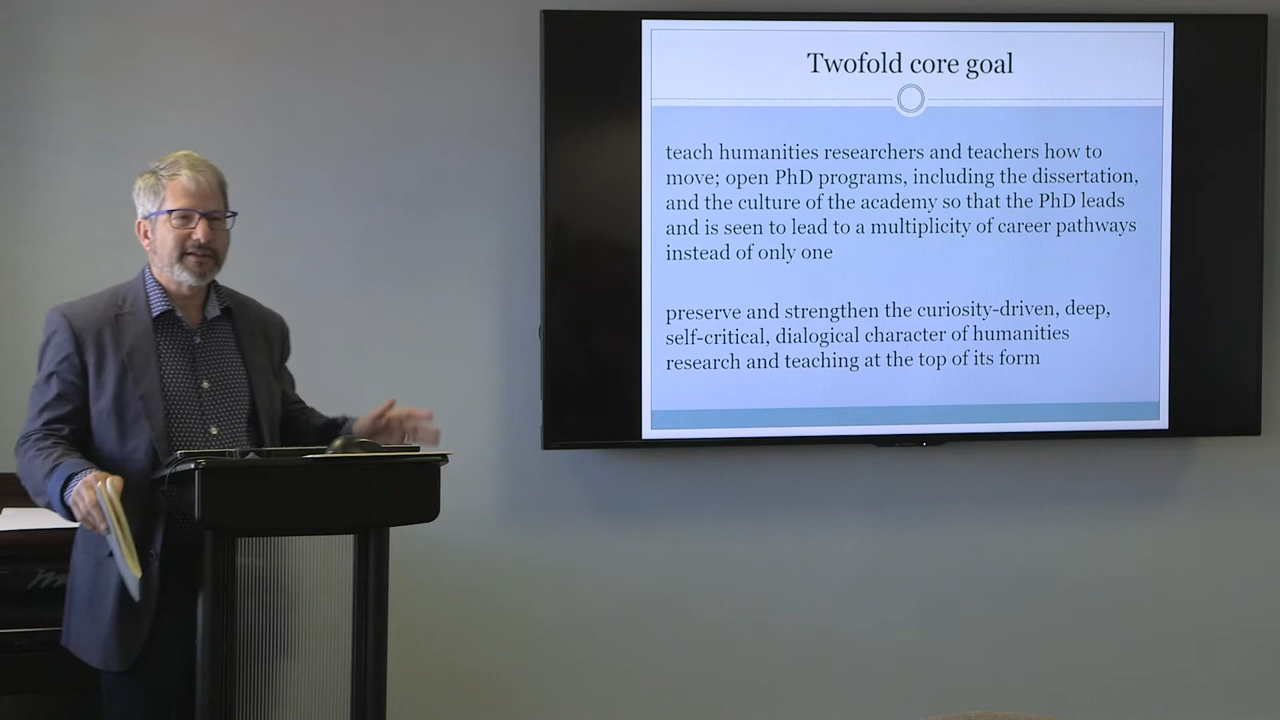 Twofold core goal
teach humanities researchers and teachers how to
move; open PhD programs, including the dissertation,
and the culture of the academy so that the PhD leads
and is seen to lead to a multiplicity of career pathways
instead of only one
preserve and strengthen the curiosity-driven, deep,
self-critical, dialogical character of humanities
research and teaching at the top of its form